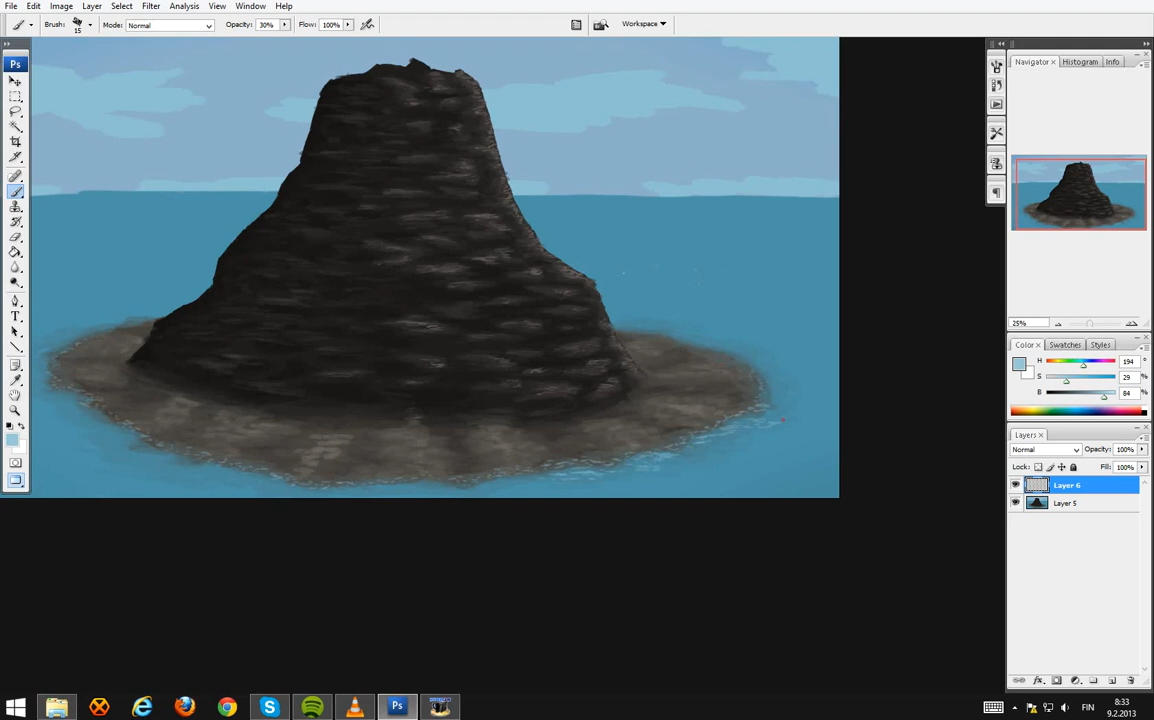 File Edit Image Layer Select Filter Analysis View Window Help
Brush: 15 Mode: Normal Opacity: 30% Flow: 100% Workspace
Ps
Navigator × Histogram Info
25%
Color × Swatches Styles
H 194 °
S 29 %
B 84 %
Layers ×
Normal Opacity: 100%
Lock: Fill: 100%
Layer 6
Layer 5
T
Ps
FIN
8:33
9.2.2013